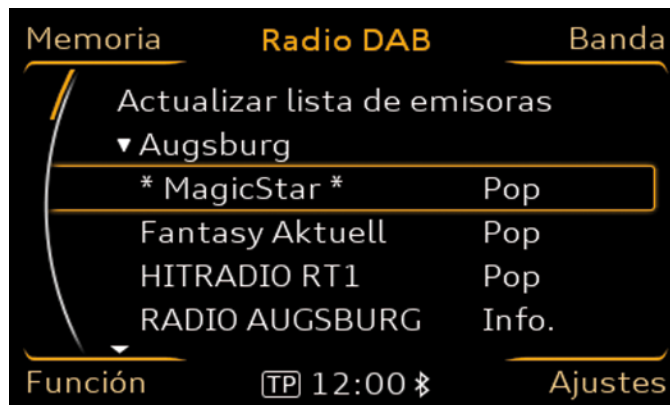 Memoria Radio DAB Banda
Actualizar lista de emisoras
▼ Augsburg
* MagicStar * Pop
Fantasy Aktuell Pop
HITRADIO RT1 Pop
RADIO AUGSBURG Info.
Función TP 12:00 Ajustes